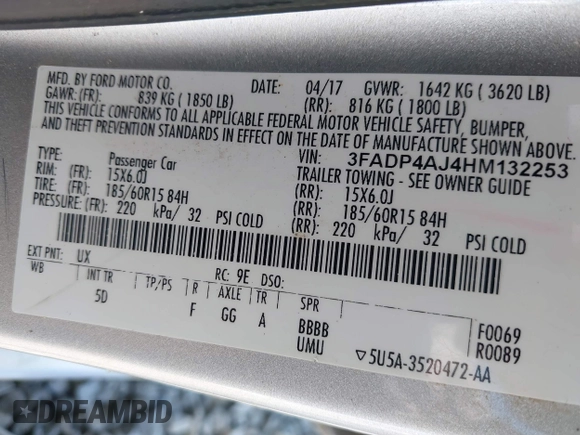 MFD. BY FORD MOTOR CO. DATE: 04/17 GVWR: 1642 KG ( 3620 LB)
GAWR:(FR): 839 KG ( 1850 LB) (RR): 816 KG ( 1800 LB)
THIS VEHICLE CONFORMS TO ALL APPLICABLE FEDERAL MOTOR VEHICLE SAFETY, BUMPER,
AND THEFT PREVENTION STANDARDS IN EFFECT ON THE DATE OF MANUFACTURE SHOWN ABOVE.
VIN: 3FADP4AJ4HM132253
TYPE: Passenger Car TRAILER TOWING - SEE OWNER GUIDE
RIM: (FR): 15X6.0J (RR): 15X6.0J
TIRE: (FR): 185/60R15 84H (RR): 185/60R15 84H
PRESSURE: (FR): 220 kPa/ 32 PSI COLD (RR): 220 kPa/ 32 PSI COLD
EXT PNT: UX RC: 9E DSO:
WB INT TR TP/PS R AXLE TR SPR
5D F GG A BBBB F0069
UMU R0089
▽5U5A-3520472-AA
DREAMBID